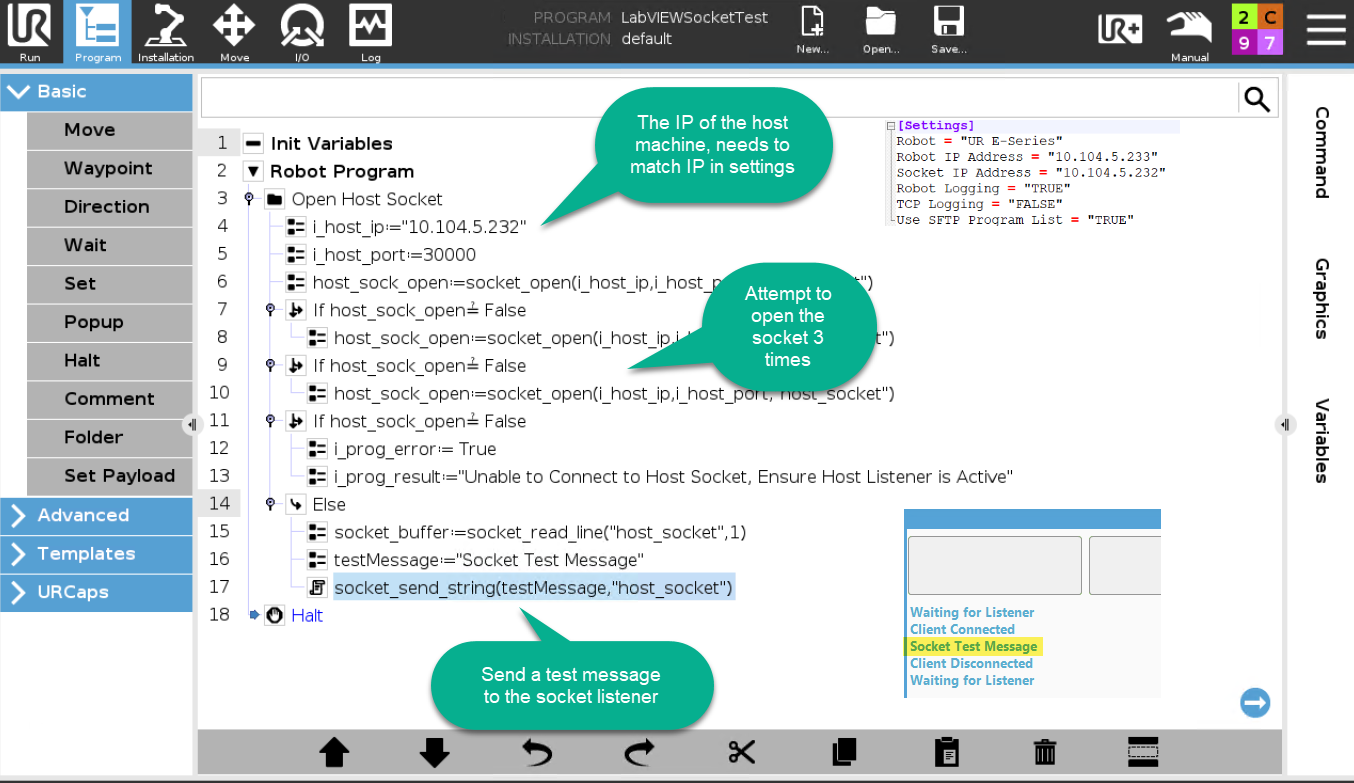 PROGRAM LabVIEWSocketTest
INSTALLATION default
Run
Program
Installation
Move
I/O
Log
New...
Open...
Save...
UR+
Manual
2 C
9 7
Basic
Move
Waypoint
Direction
Wait
Set
Popup
Halt
Comment
Folder
Set Payload
Advanced
Templates
URCaps
1 Init Variables
2 Robot Program
3 Open Host Socket
4 i_host_ip≔"10.104.5.232"
5 i_host_port≔30000
6 host_sock_open≔socket_open(i_host_ip,i_host_
7 If host_sock_open≟ False
8 host_sock_open≔socket_open(i_host_ip,
9 If host_sock_open≟ False
10 host_sock_open≔socket_open(i_host_ip,i_host_port,"host_socket")
11 If host_sock_open≟ False
12 i_prog_error≔ True
13 i_prog_result≔"Unable to Connect to Host Socket, Ensure Host Listener is Active"
14 Else
15 socket_buffer≔socket_read_line("host_socket",1)
16 testMessage≔"Socket Test Message"
17 socket_send_string(testMessage,"host_socket")
18 Halt
The IP of the host
machine, needs to
match IP in settings
[Settings]
Robot = "UR E-Series"
Robot IP Address = "10.104.5.233"
Socket IP Address = "10.104.5.232"
Robot Logging = "TRUE"
TCP Logging = "FALSE"
Use SFTP Program List = "TRUE"
Attempt to
open the
socket 3
times
Send a test message
to the socket listener
Waiting for Listener
Client Connected
Socket Test Message
Client Disconnected
Waiting for Listener
Command
Graphics
Variables